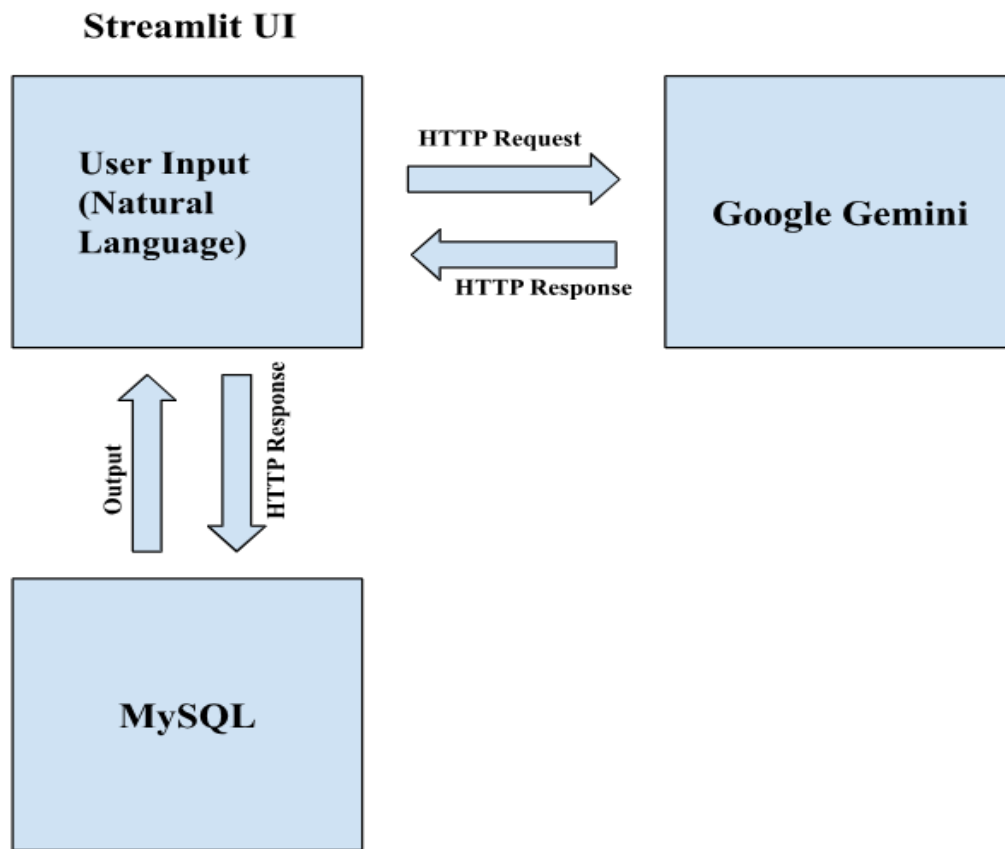 Streamlit UI
User Input
(Natural
Language)
HTTP Request
Google Gemini
HTTP Response
Output
HTTP Response
MySQL